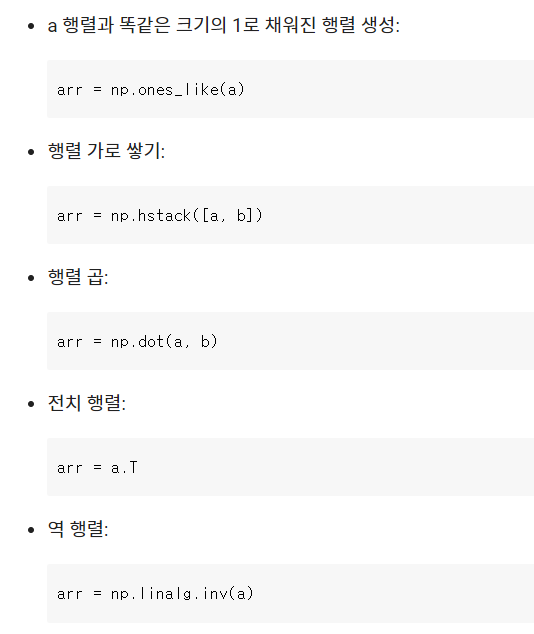 a 행렬과 똑같은 크기의 1로 채워진 행렬 생성:
arr = np.ones_like(a)
행렬 가로 쌓기:
arr = np.hstack([a, b])
행렬 곱:
arr = np.dot(a, b)
전치 행렬:
arr = a.T
역 행렬:
arr = np.linalg.inv(a)